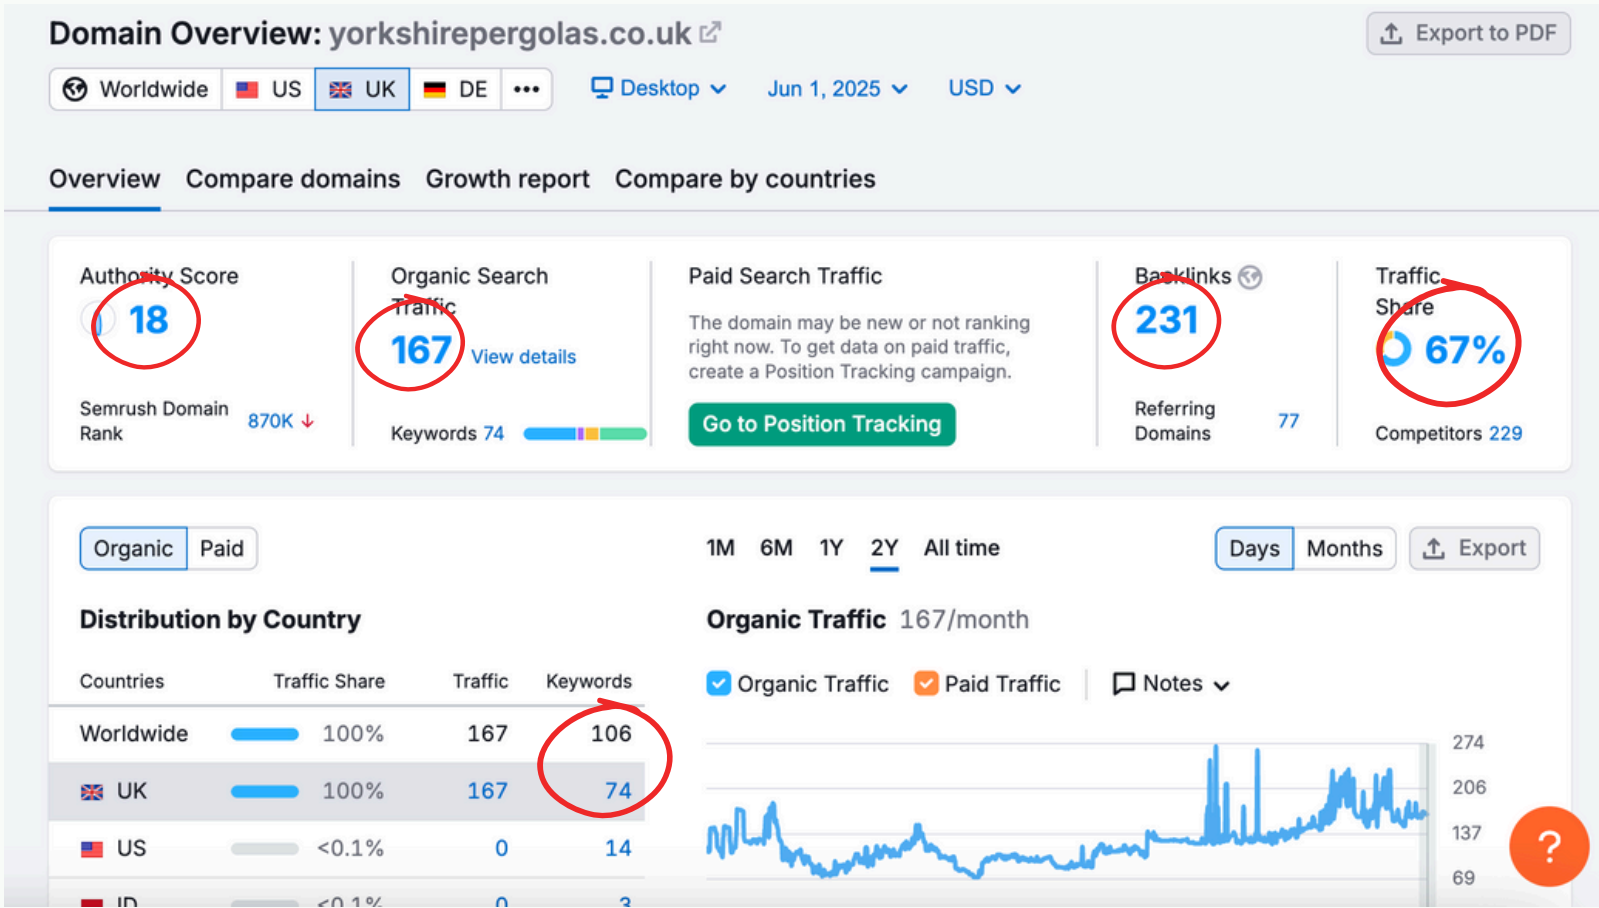 Domain Overview: yorkshirepergolas.co.uk
Export to PDF
Worldwide US UK DE •••
Desktop Jun 1, 2025 USD
Overview Compare domains Growth report Compare by countries
Authority Score
18
Semrush Domain
Rank
870K ↓
Organic Search
Traffic
167 View details
Keywords 74
Paid Search Traffic
The domain may be new or not ranking
right now. To get data on paid traffic,
create a Position Tracking campaign.
Go to Position Tracking
Backlinks
231
Referring
Domains
77
Traffic
Share
67%
Competitors 229
Organic Paid
1M 6M 1Y 2Y All time
Days Months
Export
Distribution by Country
Countries Traffic Share Traffic Keywords
Worldwide 100% 167 106
UK 100% 167 74
US <0.1% 0 14
ID <0.1% 0 3
Organic Traffic 167/month
Organic Traffic Paid Traffic Notes
274
206
137
69
?